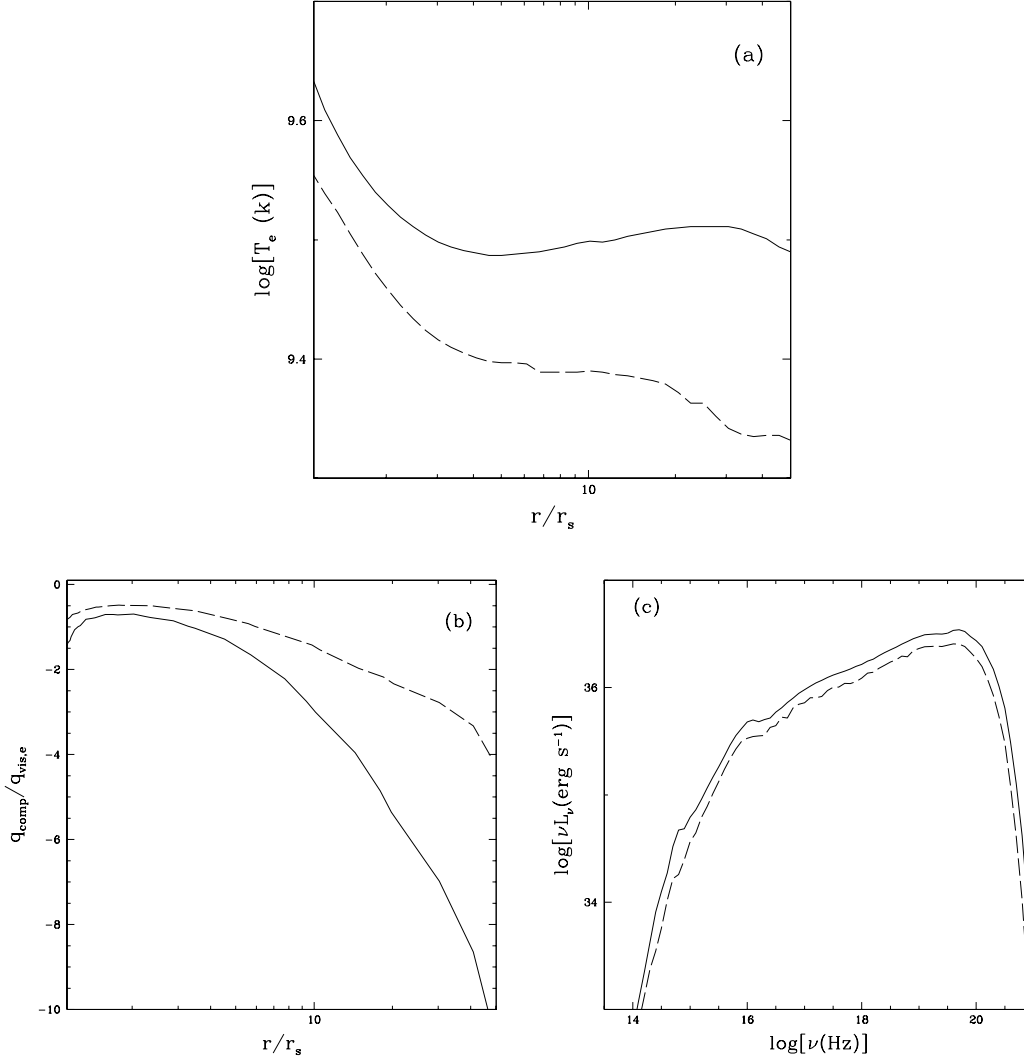 (a)
9.6
9.4
log[T_e (k)]
10
r/r_s
(b)
0
-2
-4
-6
-8
-10
q_comp/q_vis,e
10
r/r_s
(c)
36
34
log[νL_ν(erg s⁻¹)]
14 16 18 20
log[ν(Hz)]